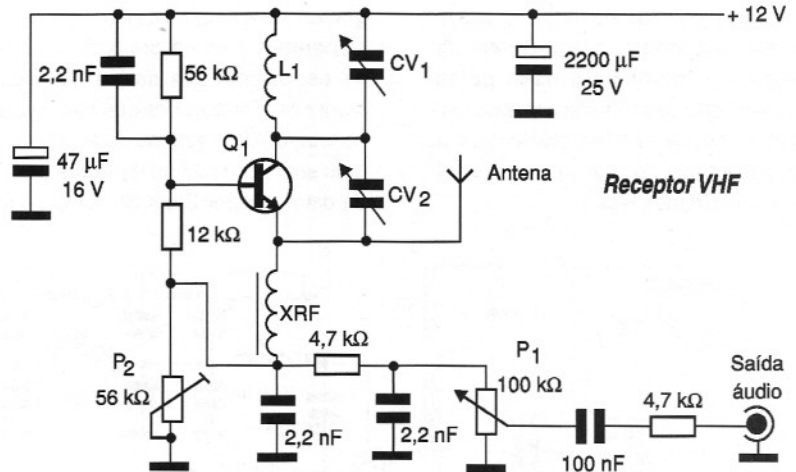 + 12 V
2,2 nF
56 kΩ
L1
CV1
2200 µF
25 V
Q1
47 µF
16 V
CV2
Antena
Receptor VHF
12 kΩ
XRF
4,7 kΩ
P2
56 kΩ
P1
100 kΩ
Saída
áudio
4,7 kΩ
2,2 nF
2,2 nF
100 nF